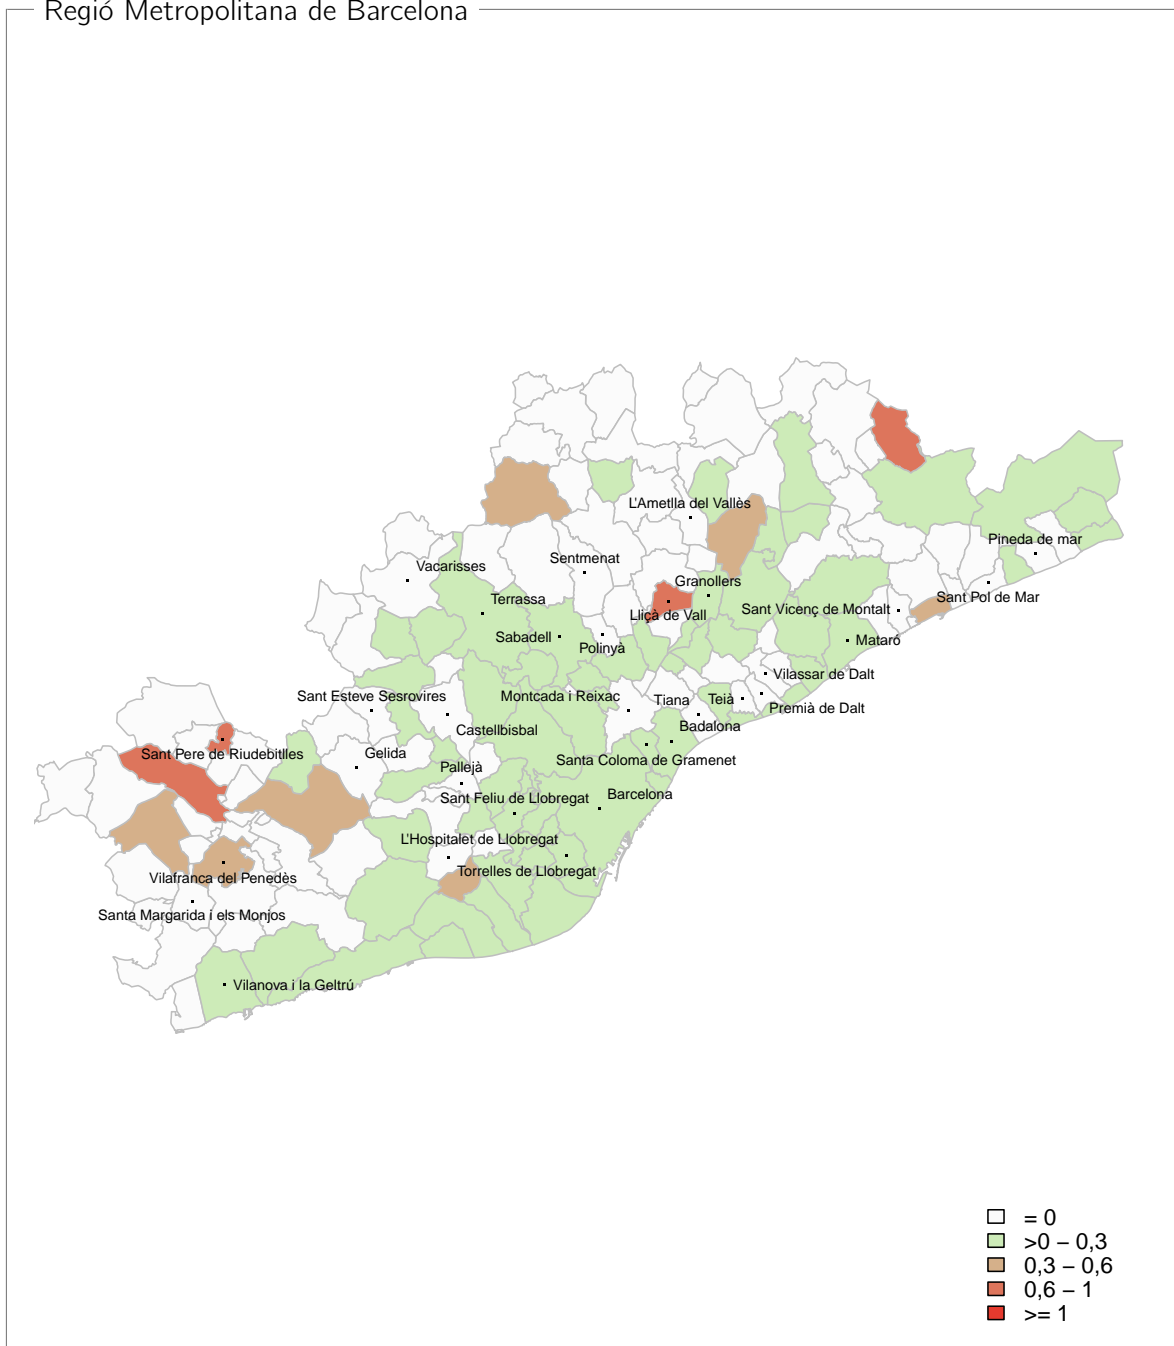 Regió Metropolitana de Barcelona
L'Ametlla del Vallès
Pineda de mar
Sentmenat
Vacarisses
Granollers
Sant Pol de Mar
Terrassa
Sant Vicenç de Montalt
Lliçà de Vall
Sabadell
Mataró
Polinyà
Vilassar de Dalt
Sant Esteve Sesrovires
Montcada i Reixac
Tiana
Teià
Premià de Dalt
Badalona
Castellbisbal
Sant Pere de Riudebitlles
Gelida
Santa Coloma de Gramenet
Pallejà
Barcelona
Sant Feliu de Llobregat
L'Hospitalet de Llobregat
Torrelles de Llobregat
Vilafranca del Penedès
Santa Margarida i els Monjos
Vilanova i la Geltrú
= 0
>0 – 0,3
0,3 – 0,6
0,6 – 1
>= 1